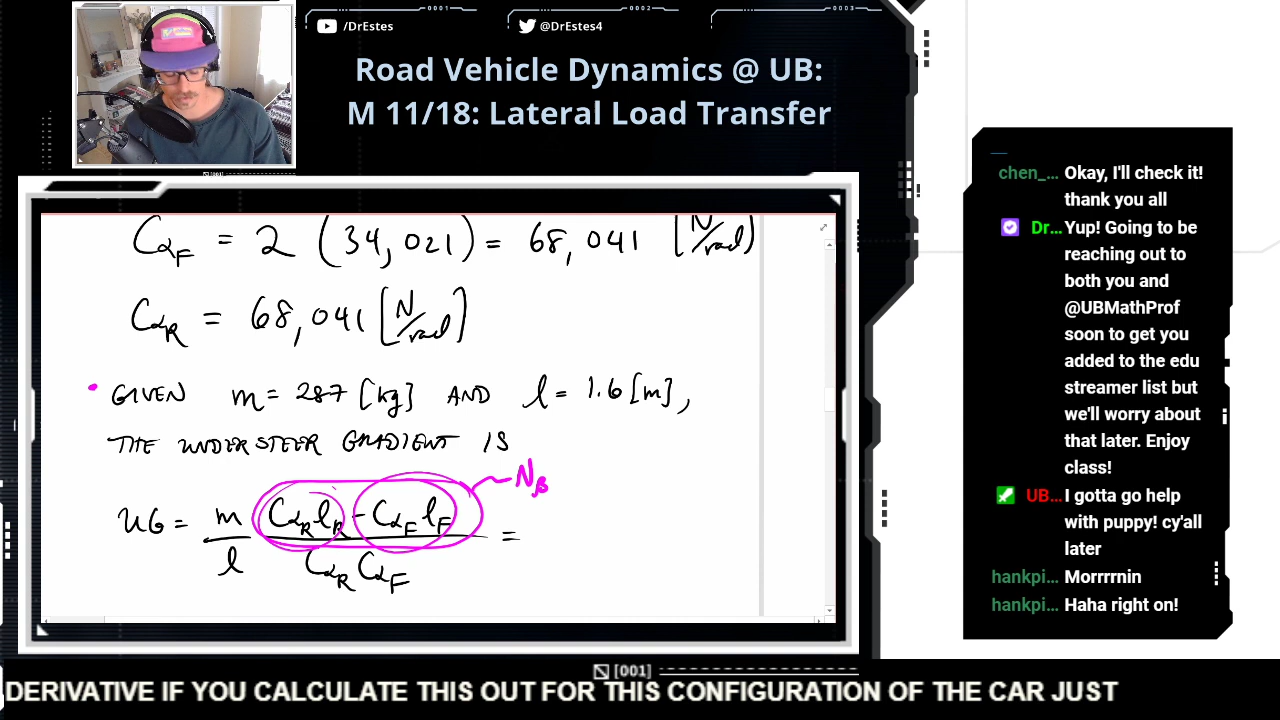 0001
0002
0003
/DrEstes
@DrEstes4
Road Vehicle Dynamics @ UB:
M 11/18: Lateral Load Transfer
[001]
CαF = 2 (34,021) = 68,041 [N/rad]
CαR = 68,041 [N/rad]
• GIVEN m = 287 [kg] AND l = 1.6 [m],
THE UNDERSTEER GRADIENT IS
Nβ
UG = m/l (CαR lR - CαF lF)/(CαR CαF) =
chen_... Okay, I'll check it!
thank you all
Dr... Yup! Going to be
reaching out to
both you and
@UBMathProf
soon to get you
added to the edu
streamer list but
we'll worry about
that later. Enjoy
class!
UB... I gotta go help
with puppy! cy'all
later
hankpi... Morrrrnin
hankpi... Haha right on!
[001]
DERIVATIVE IF YOU CALCULATE THIS OUT FOR THIS CONFIGURATION OF THE CAR JUST